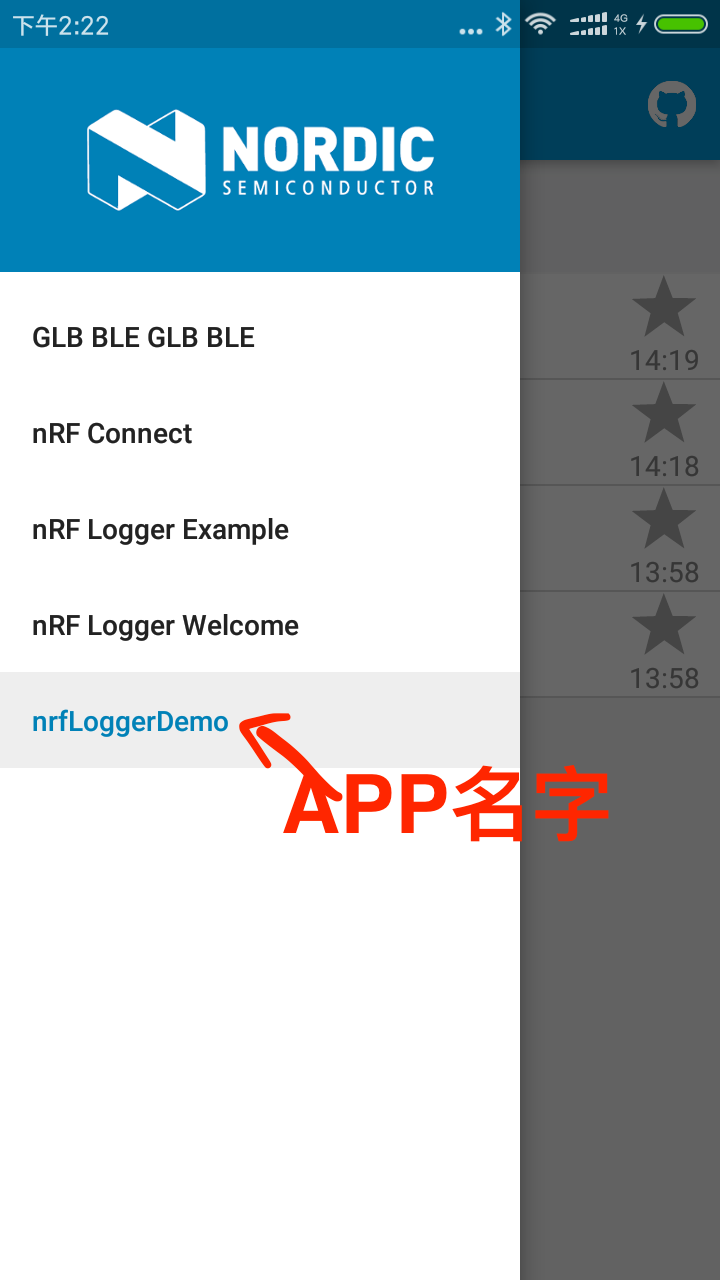 下午2:22
4G
1X
NORDIC
SEMICONDUCTOR
GLB BLE GLB BLE
14:19
nRF Connect
14:18
nRF Logger Example
13:58
nRF Logger Welcome
13:58
nrfLoggerDemo
APP名字